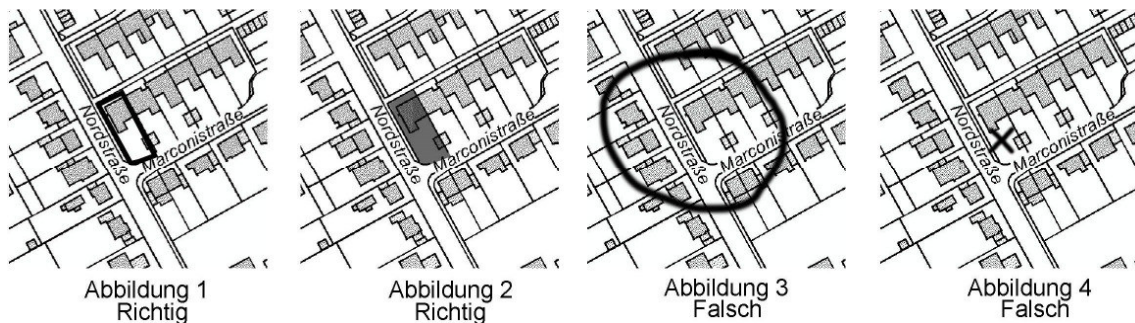 Nordstraße
Marconistraße
Nordstraße
Marconistraße
Nordstraße
Marconistraße
Nordstraße
Marconistraße
Abbildung 1
Richtig
Abbildung 2
Richtig
Abbildung 3
Falsch
Abbildung 4
Falsch